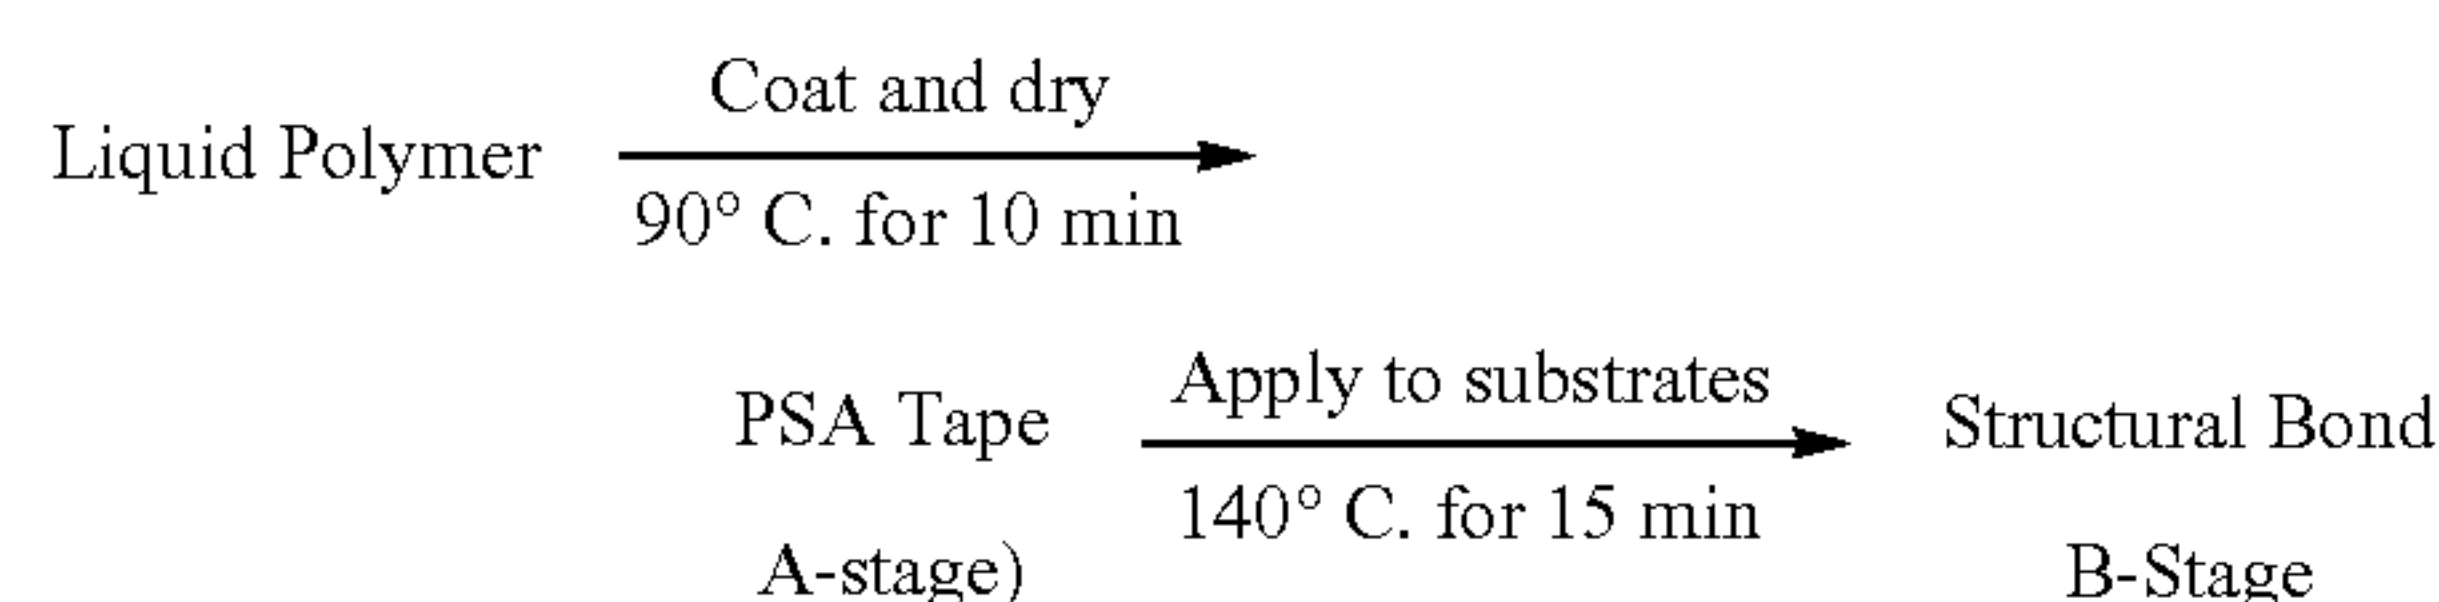 Coat and dry
Liquid Polymer
90° C. for 10 min
Apply to substrates
PSA Tape
Structural Bond
140° C. for 15 min
A-stage)
B-Stage